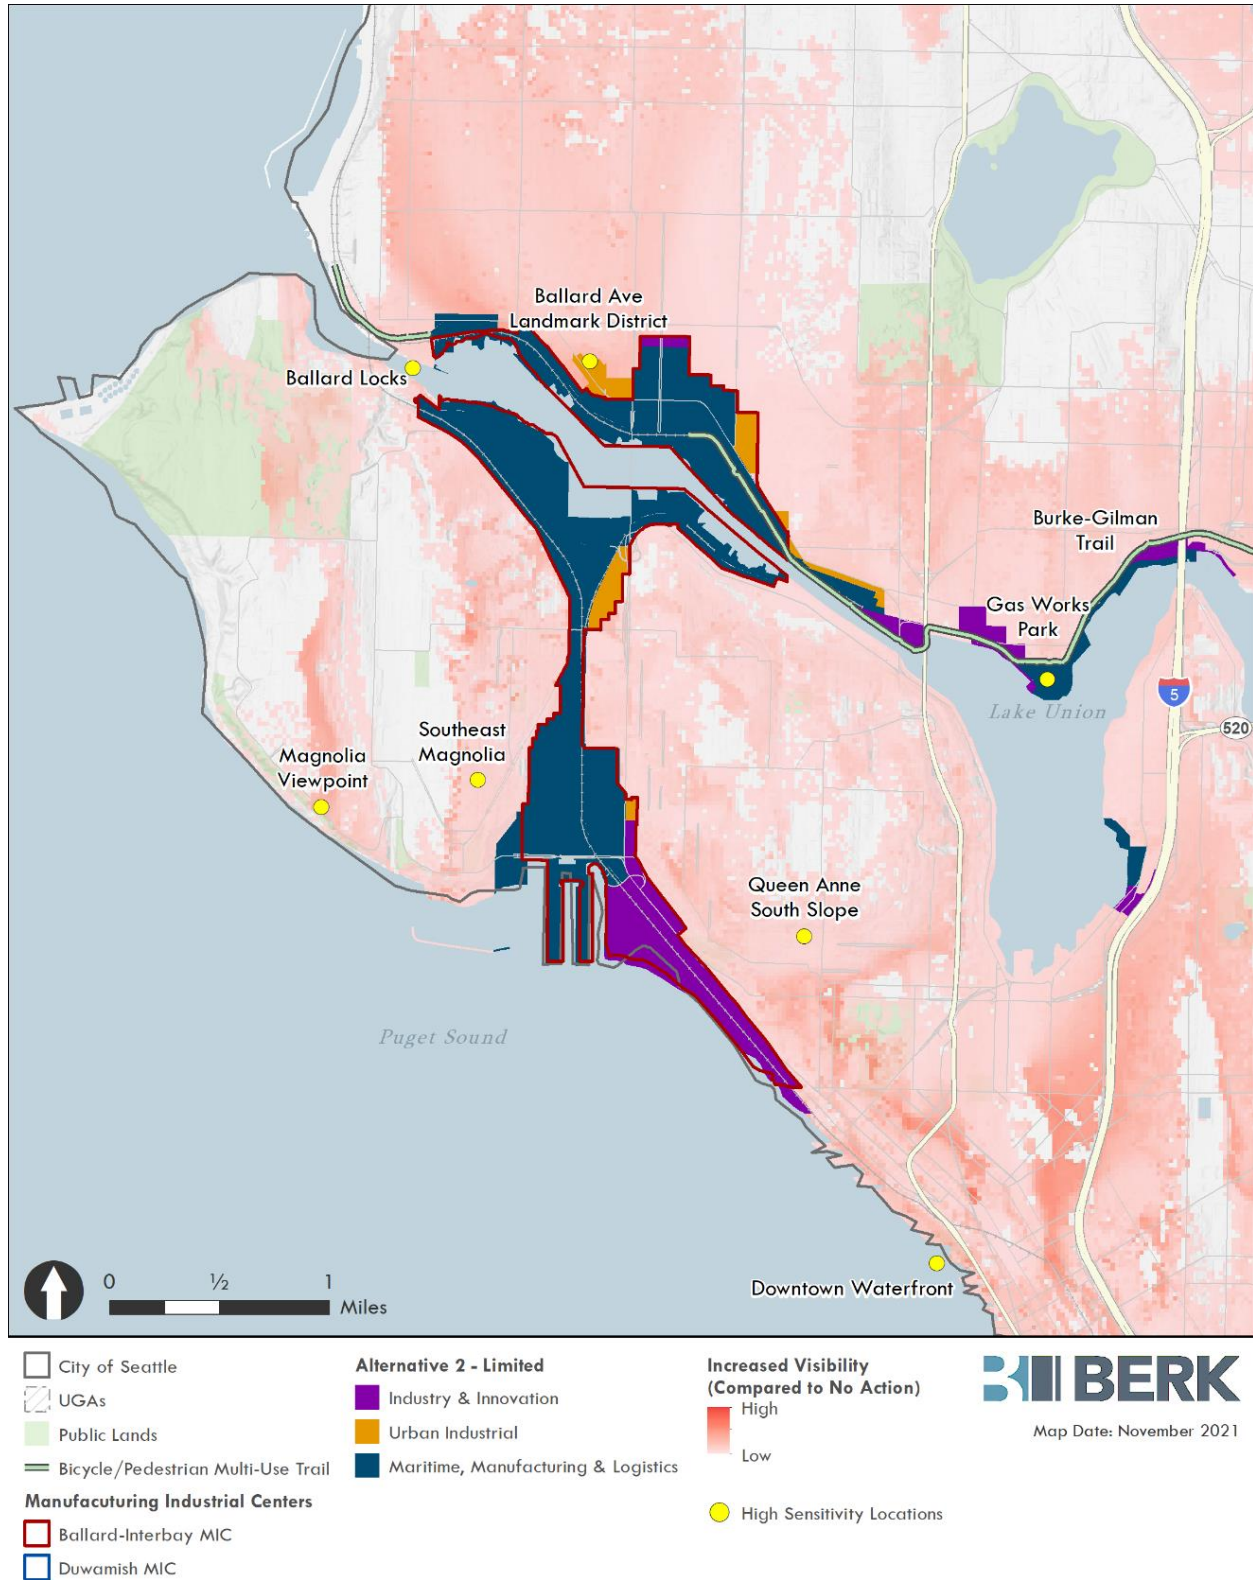 Ballard Ave
Landmark District
Ballard Locks
Burke-Gilman
Trail
Gas Works
Park
Lake Union
5
520
Southeast
Magnolia
Magnolia
Viewpoint
Queen Anne
South Slope
Puget Sound
Downtown Waterfront
0 ½ 1
Miles
City of Seattle
UGAs
Public Lands
Bicycle/Pedestrian Multi-Use Trail
Manufacuturing Industrial Centers
Ballard-Interbay MIC
Duwamish MIC
Alternative 2 - Limited
Industry & Innovation
Urban Industrial
Maritime, Manufacturing & Logistics
Increased Visibility
(Compared to No Action)
High
Low
High Sensitivity Locations
BERK
Map Date: November 2021